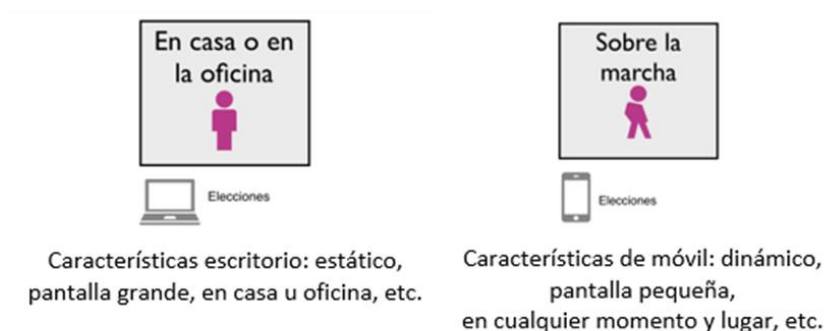 En casa o en
la oficina
Elecciones
Características escritorio: estático,
pantalla grande, en casa u oficina, etc.
Sobre la
marcha
Elecciones
Características de móvil: dinámico,
pantalla pequeña,
en cualquier momento y lugar, etc.